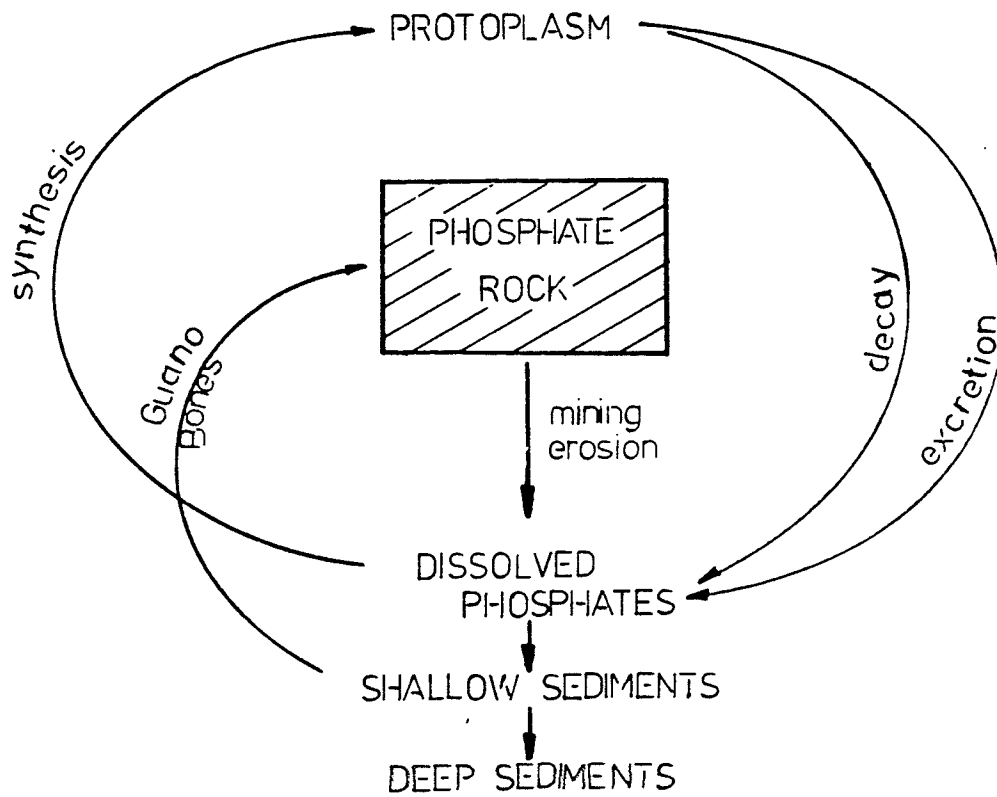 PROTOPLASM
synthesis
PHOSPHATE
ROCK
Guano
Bones
decay
excretion
mining
erosion
DISSOLVED
PHOSPHATES
SHALLOW SEDIMENTS
DEEP SEDIMENTS